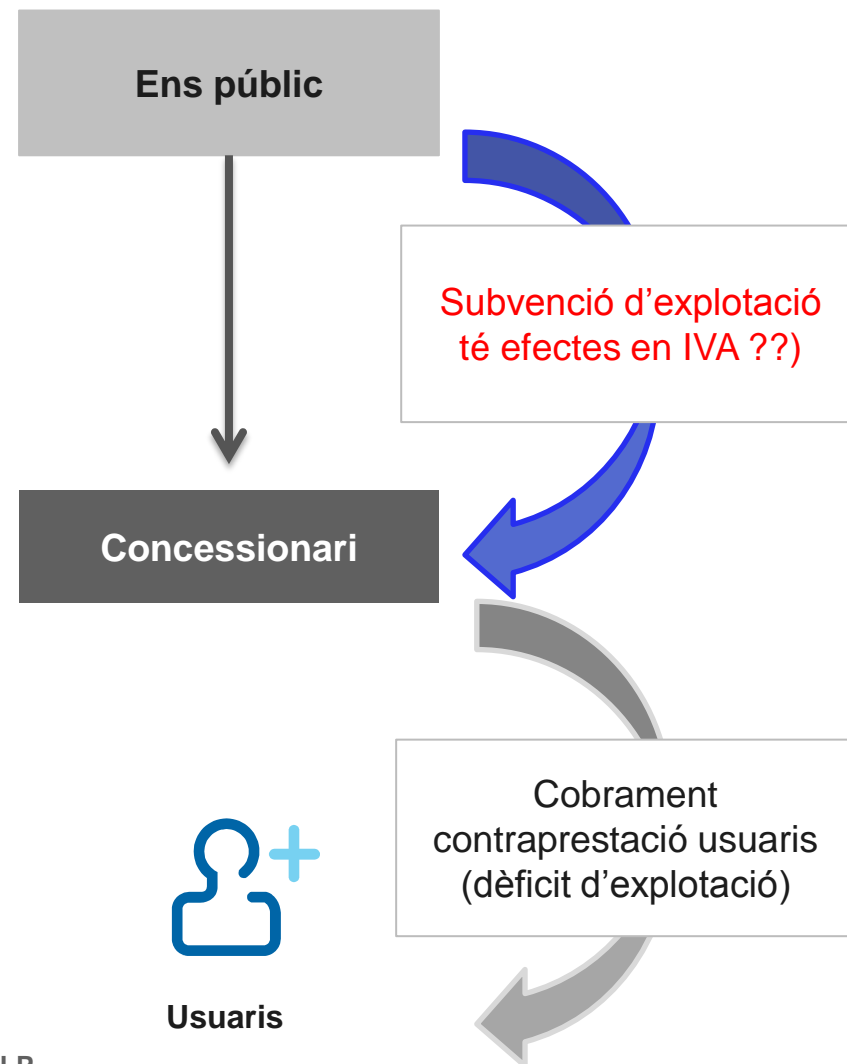 Ens públic
Subvenció d’explotació
té efectes en IVA ??)
Concessionari
Cobrament
contraprestació usuaris
(dèficit d’explotació)
Usuaris